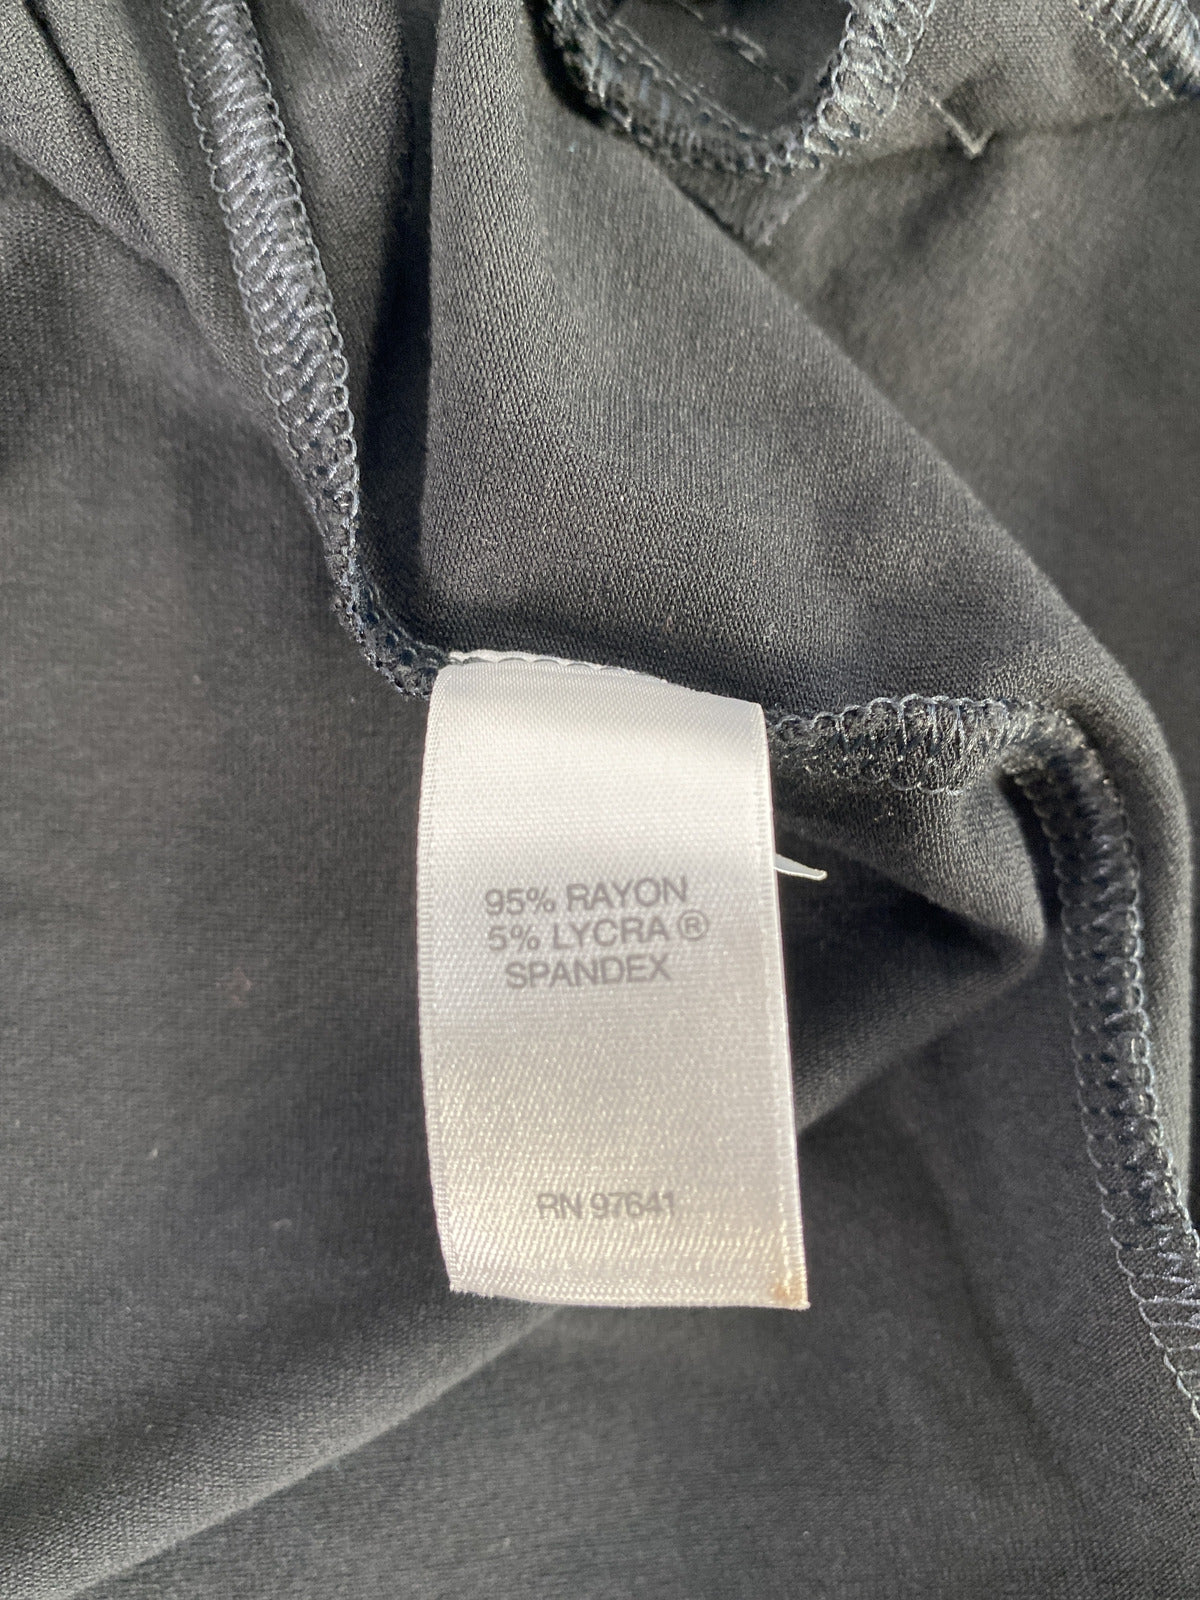 95% RAYON
5% LYCRA ®
SPANDEX
RN 97641